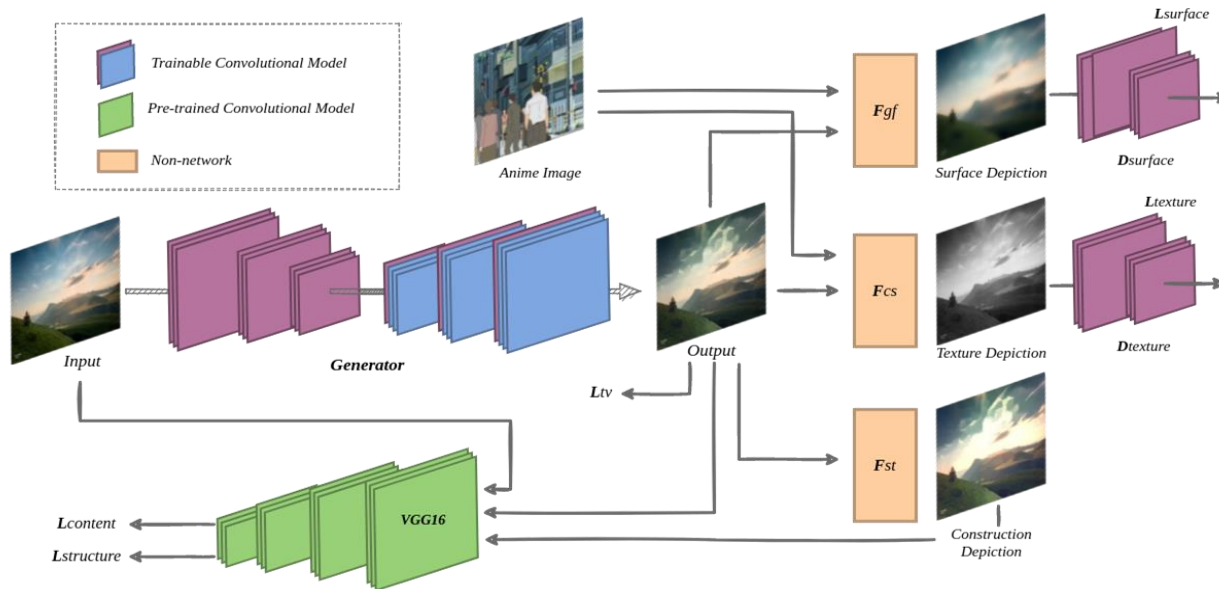 Trainable Convolutional Model
Pre-trained Convolutional Model
Non-network
Anime Image
Fgf
Surface Depiction
Lsurface
Dsurface
Input
Generator
Output
Fcs
Texture Depiction
Ltexture
Dtexture
Ltv
Fst
Construction
Depiction
VGG16
Lcontent
Lstructure